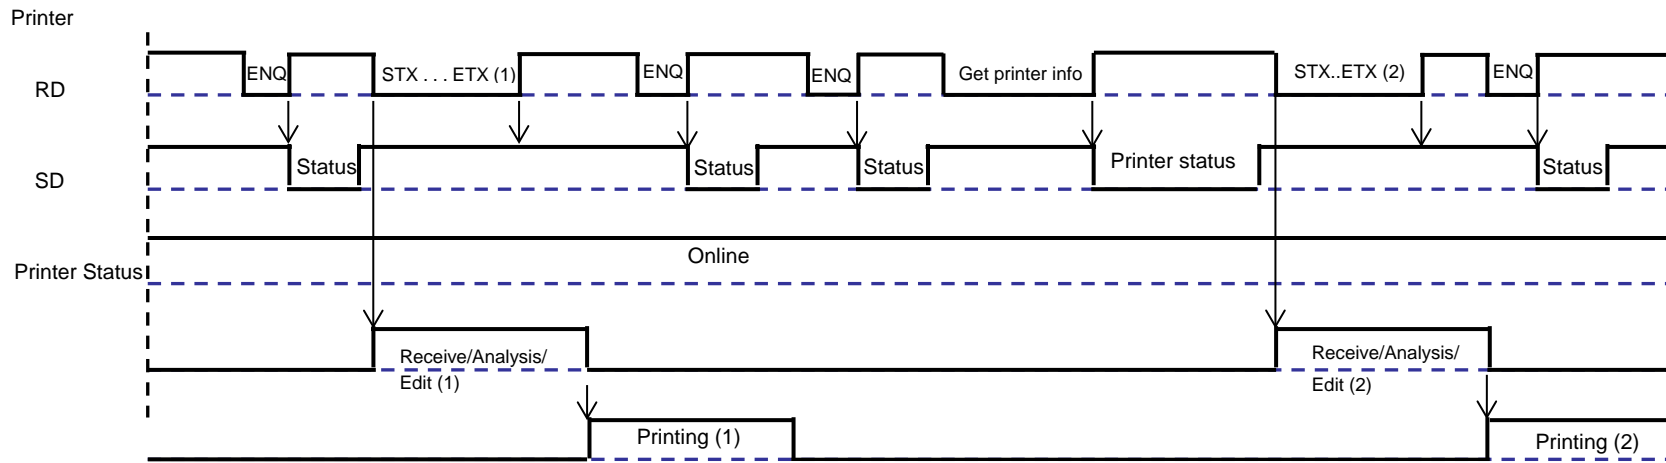 Printer
RD
ENQ
STX . . . ETX (1)
ENQ
ENQ
Get printer info
STX..ETX (2)
ENQ
SD
Status
Status
Status
Printer status
Status
Printer Status
Online
Receive/Analysis/
Edit (1)
Receive/Analysis/
Edit (2)
Printing (1)
Printing (2)